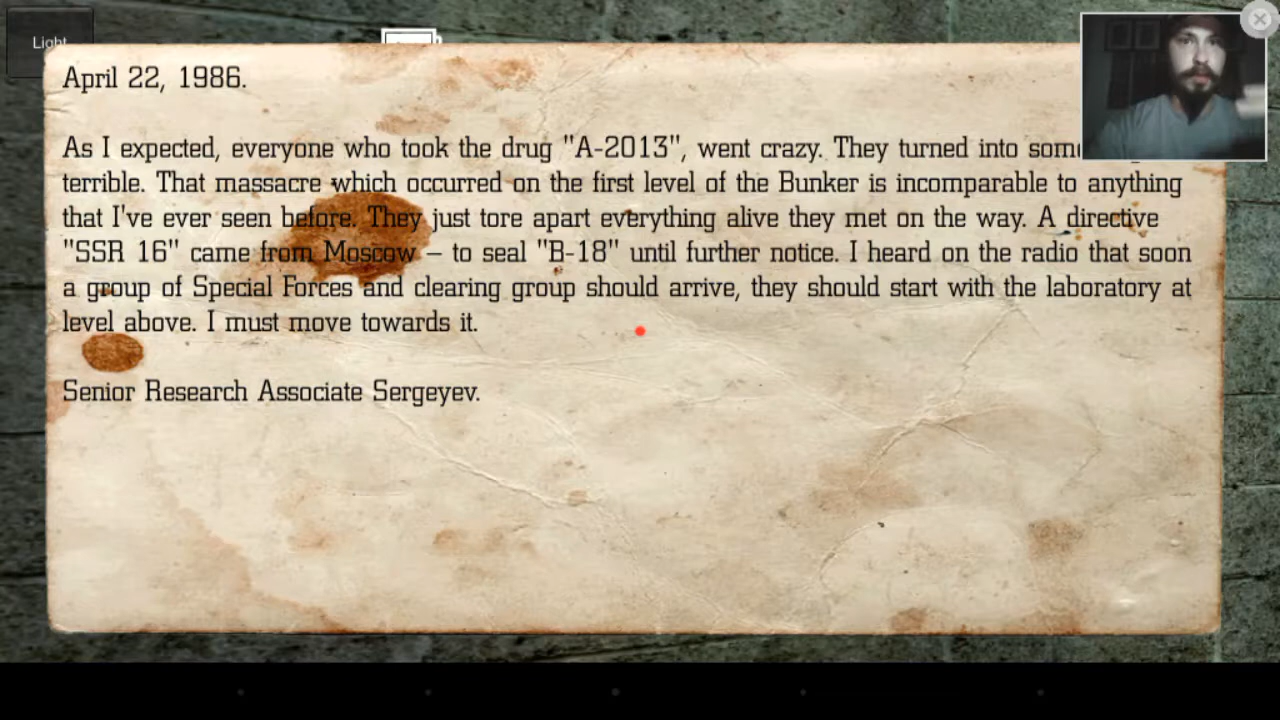 Light
April 22, 1986.
As I expected, everyone who took the drug "A-2013", went crazy. They turned into
terrible. That massacre which occurred on the first level of the Bunker is incomparable to anything
that I've ever seen before. They just tore apart everything alive they met on the way. A directive
"SSR 16" came from Moscow – to seal "B-18" until further notice. I heard on the radio that soon
a group of Special Forces and clearing group should arrive, they should start with the laboratory at
level above. I must move towards it.
Senior Research Associate Sergeyev.